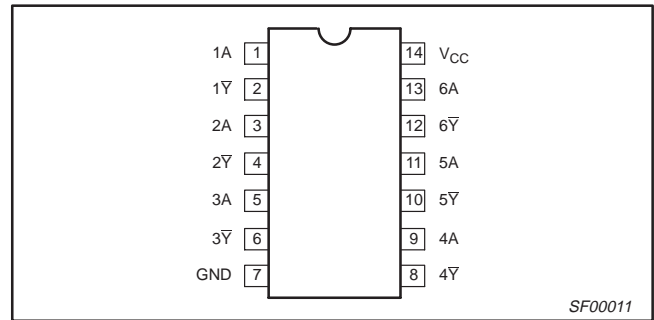 1A 1 14 V_CC
1Y̅ 2 13 6A
2A 3 12 6Y̅
2Y̅ 4 11 5A
3A 5 10 5Y̅
3Y̅ 6 9 4A
GND 7 8 4Y̅
SF00011